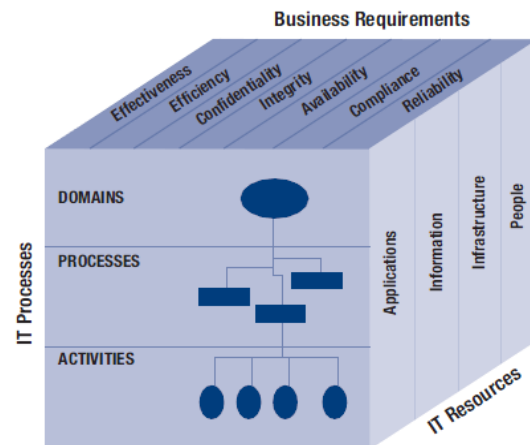 Business Requirements
Effectiveness
Efficiency
Confidentiality
Integrity
Availability
Compliance
Reliability
IT Processes
DOMAINS
PROCESSES
ACTIVITIES
Applications
Information
Infrastructure
People
IT Resources